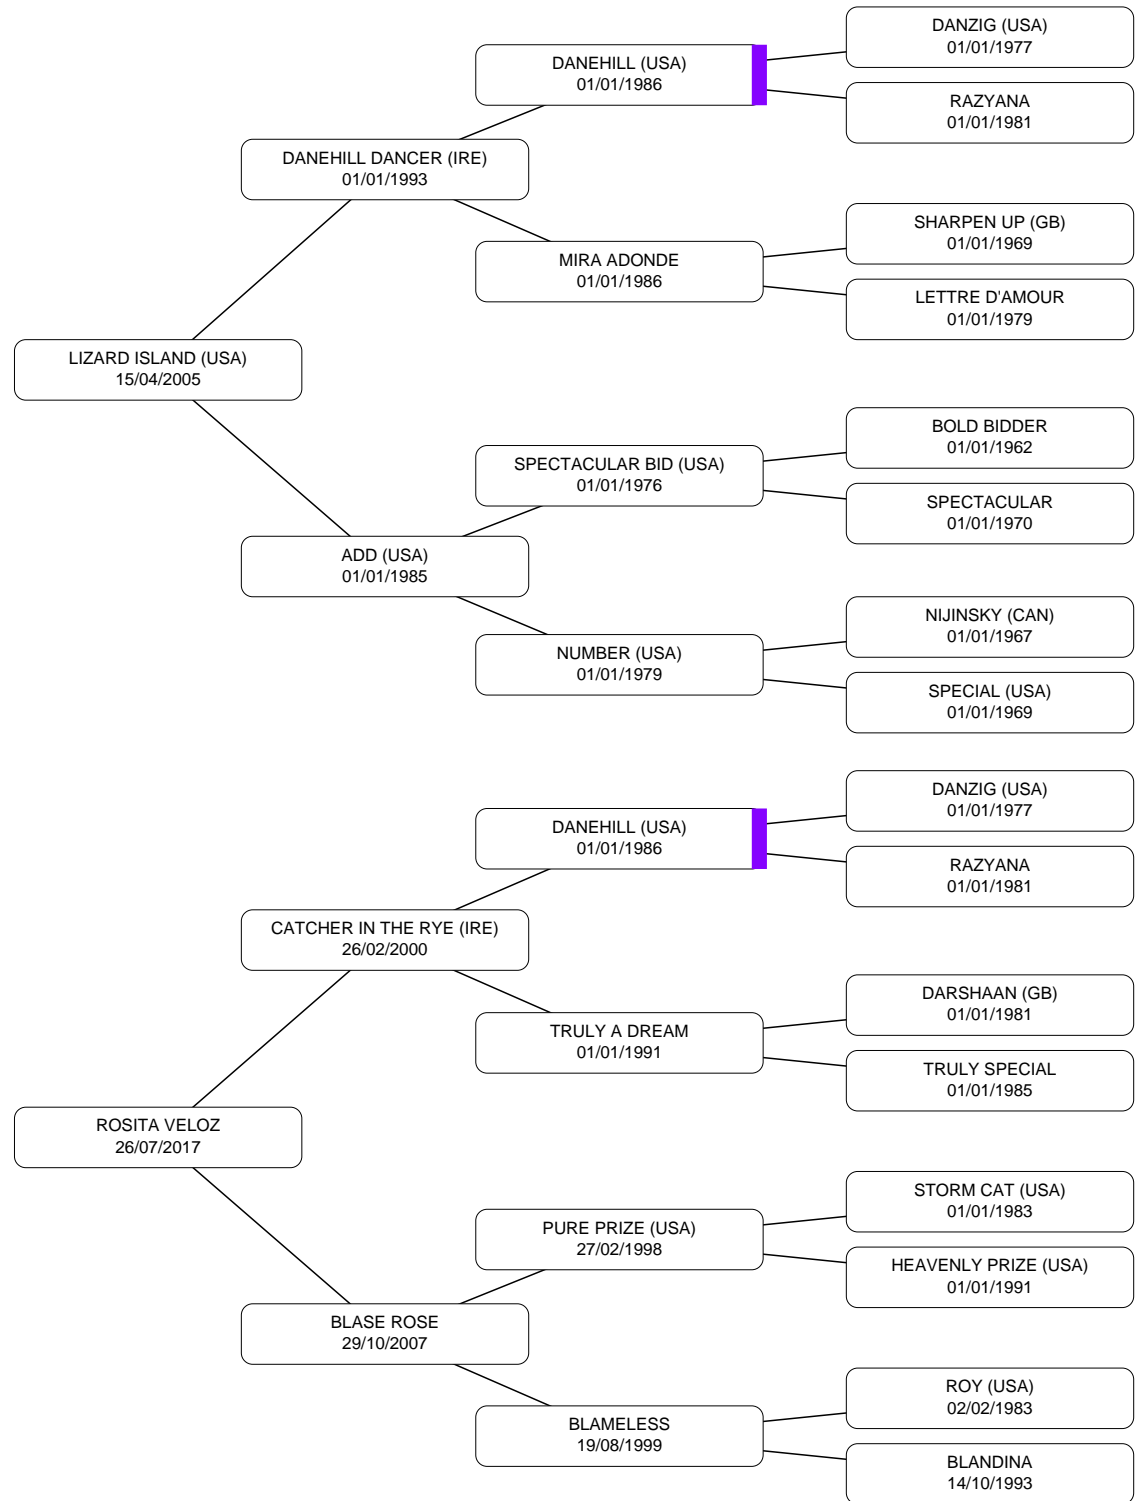 DANZIG (USA)
01/01/1977
DANEHILL (USA)
01/01/1986
RAZYANA
01/01/1981
DANEHILL DANCER (IRE)
01/01/1993
SHARPEN UP (GB)
01/01/1969
MIRA ADONDE
01/01/1986
LETTRE D'AMOUR
01/01/1979
LIZARD ISLAND (USA)
15/04/2005
BOLD BIDDER
01/01/1962
SPECTACULAR BID (USA)
01/01/1976
SPECTACULAR
01/01/1970
ADD (USA)
01/01/1985
NIJINSKY (CAN)
01/01/1967
NUMBER (USA)
01/01/1979
SPECIAL (USA)
01/01/1969
DANZIG (USA)
01/01/1977
DANEHILL (USA)
01/01/1986
RAZYANA
01/01/1981
CATCHER IN THE RYE (IRE)
26/02/2000
DARSHAAN (GB)
01/01/1981
TRULY A DREAM
01/01/1991
TRULY SPECIAL
01/01/1985
ROSITA VELOZ
26/07/2017
STORM CAT (USA)
01/01/1983
PURE PRIZE (USA)
27/02/1998
HEAVENLY PRIZE (USA)
01/01/1991
BLASE ROSE
29/10/2007
ROY (USA)
02/02/1983
BLAMELESS
19/08/1999
BLANDINA
14/10/1993